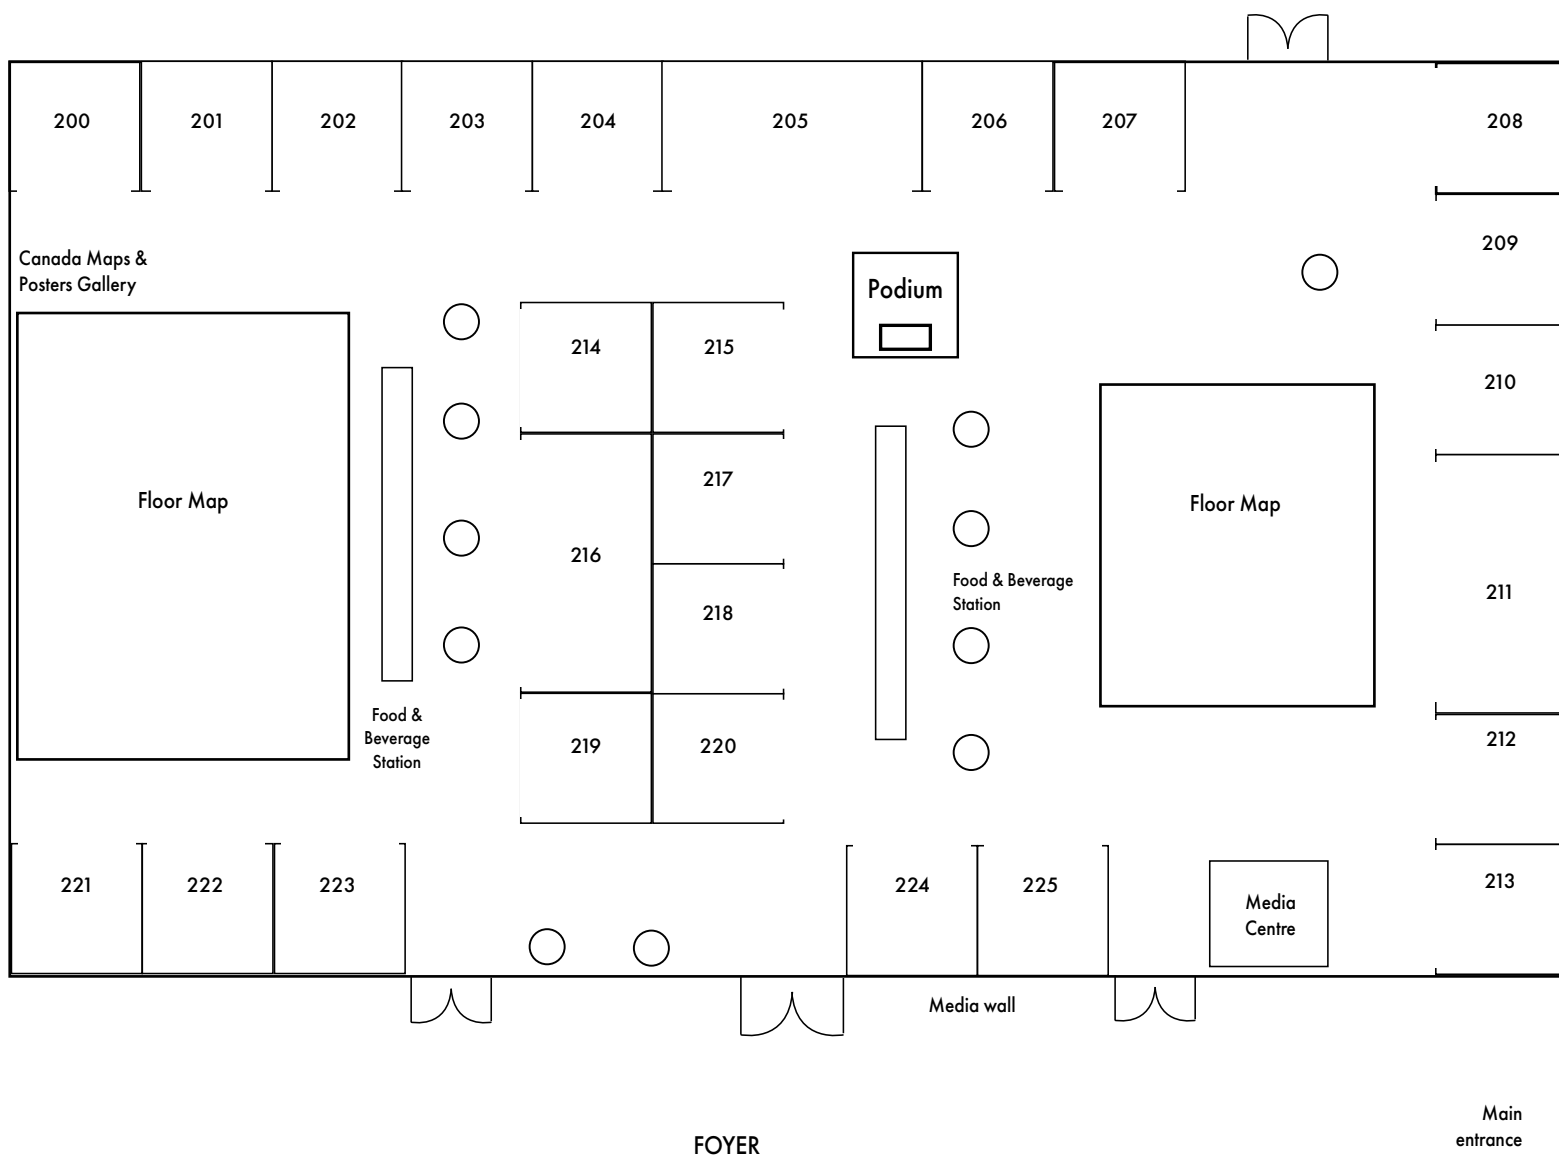 200
201
202
203
204
205
206
207
208
209
Canada Maps &
Posters Gallery
Podium
214
215
210
217
Floor Map
Floor Map
216
Food & Beverage
Station
211
218
Food &
Beverage
Station
219
220
212
221
222
223
224
225
Media
Centre
213
Media wall
Main
entrance
FOYER